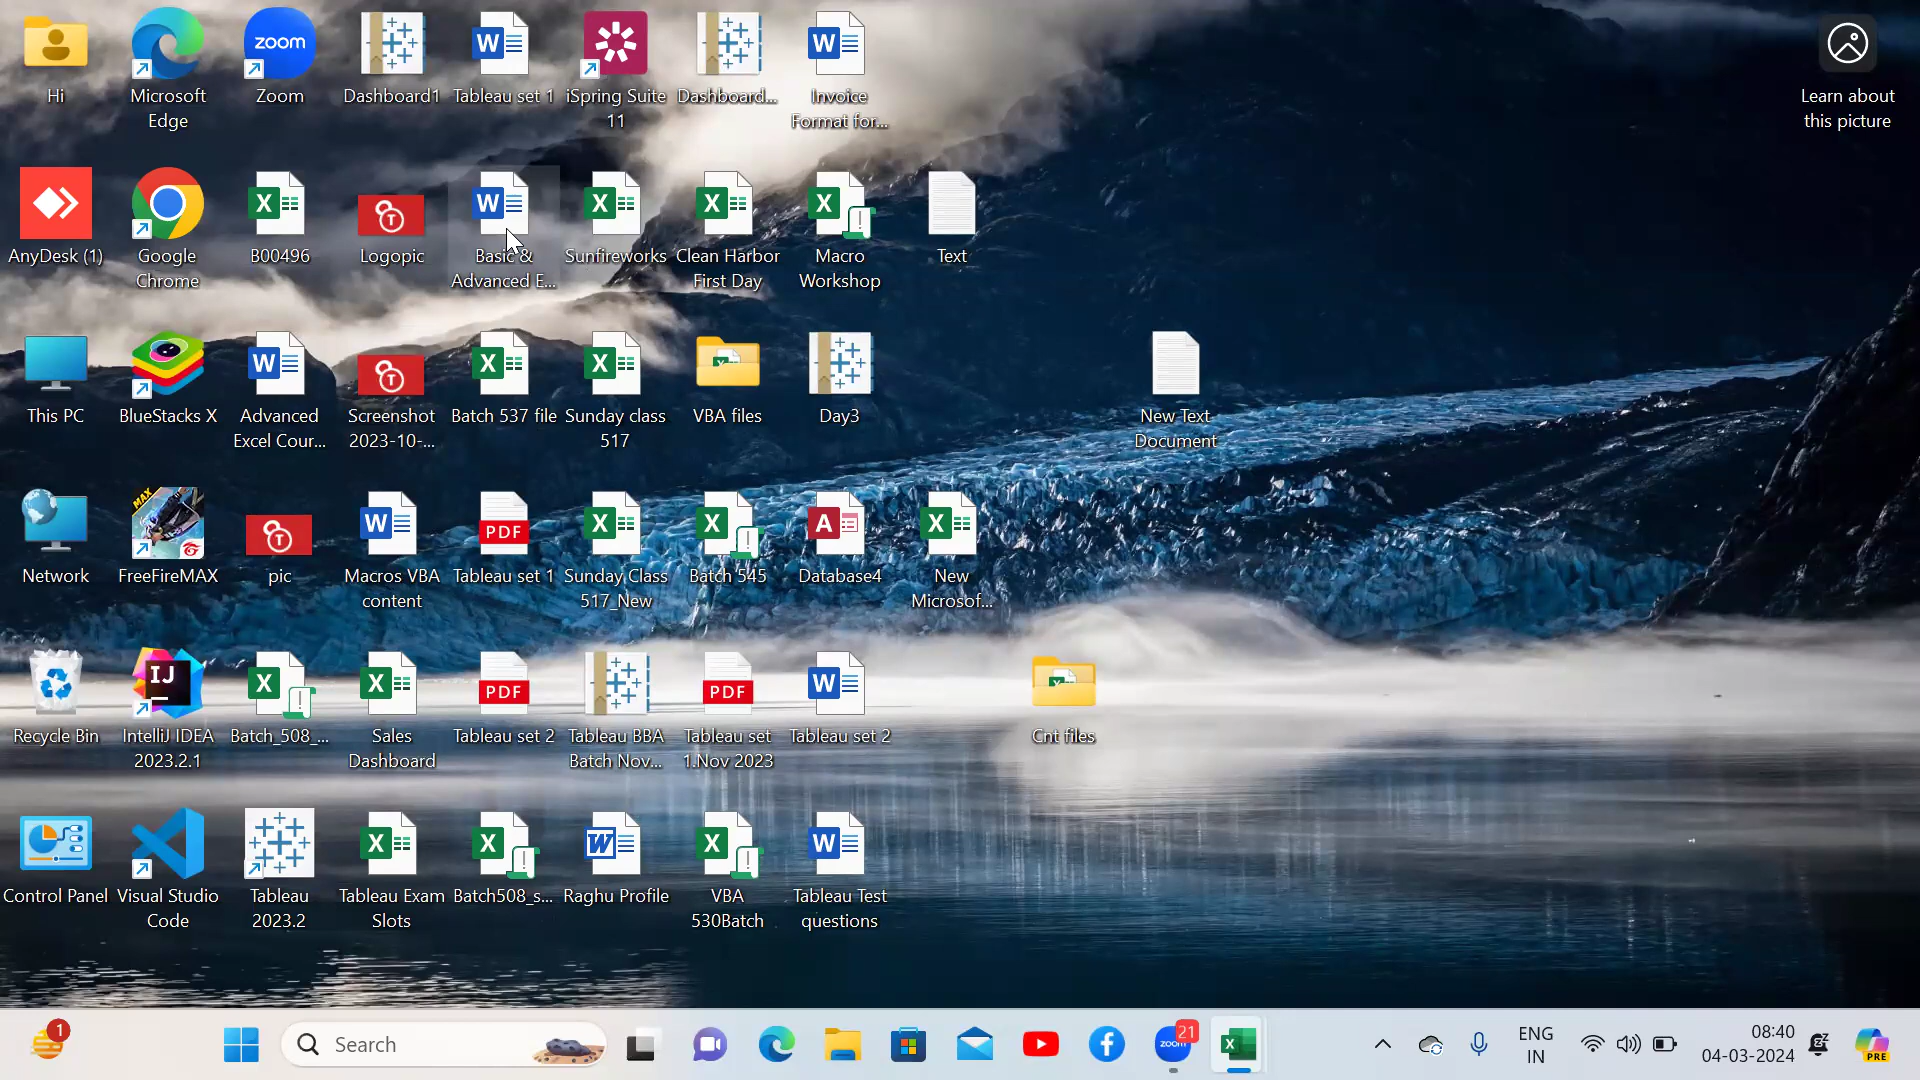 Hi
Microsoft
Edge
zoom
Zoom
Dashboard1
W
Tableau set 1
iSpring Suite
11
Dashboard...
W
Invoice
Format for...
Learn about
this picture
AnyDesk (1)
Google
Chrome
X
B00496
T
Logopic
W
Basic &
Advanced E...
X
Sunfireworks
X
Clean Harbor
First Day
X
Macro
Workshop
Text
This PC
BlueStacks X
W
Advanced
Excel Cour...
T
Screenshot
2023-10-...
X
Batch 537 file
X
Sunday class
517
VBA files
Day3
New Text
Document
Network
MAX
FreeFireMAX
T
pic
W
Macros VBA
content
PDF
Tableau set 1
X
Sunday Class
517_New
X
Batch 545
A
Database4
X
New
Microsof...
Recycle Bin
IJ
IntelliJ IDEA
2023.2.1
X
Batch_508_...
X
Sales
Dashboard
PDF
Tableau set 2
Tableau BBA
Batch Nov...
PDF
Tableau set
1.Nov 2023
W
Tableau set 2
Cnt files
Control Panel
Visual Studio
Code
Tableau
2023.2
X
Tableau Exam
Slots
X
Batch508_s...
W
Raghu Profile
X
VBA
530Batch
W
Tableau Test
questions
1
Search
zoom
21
X
ENG
IN
08:40
04-03-2024
PRE